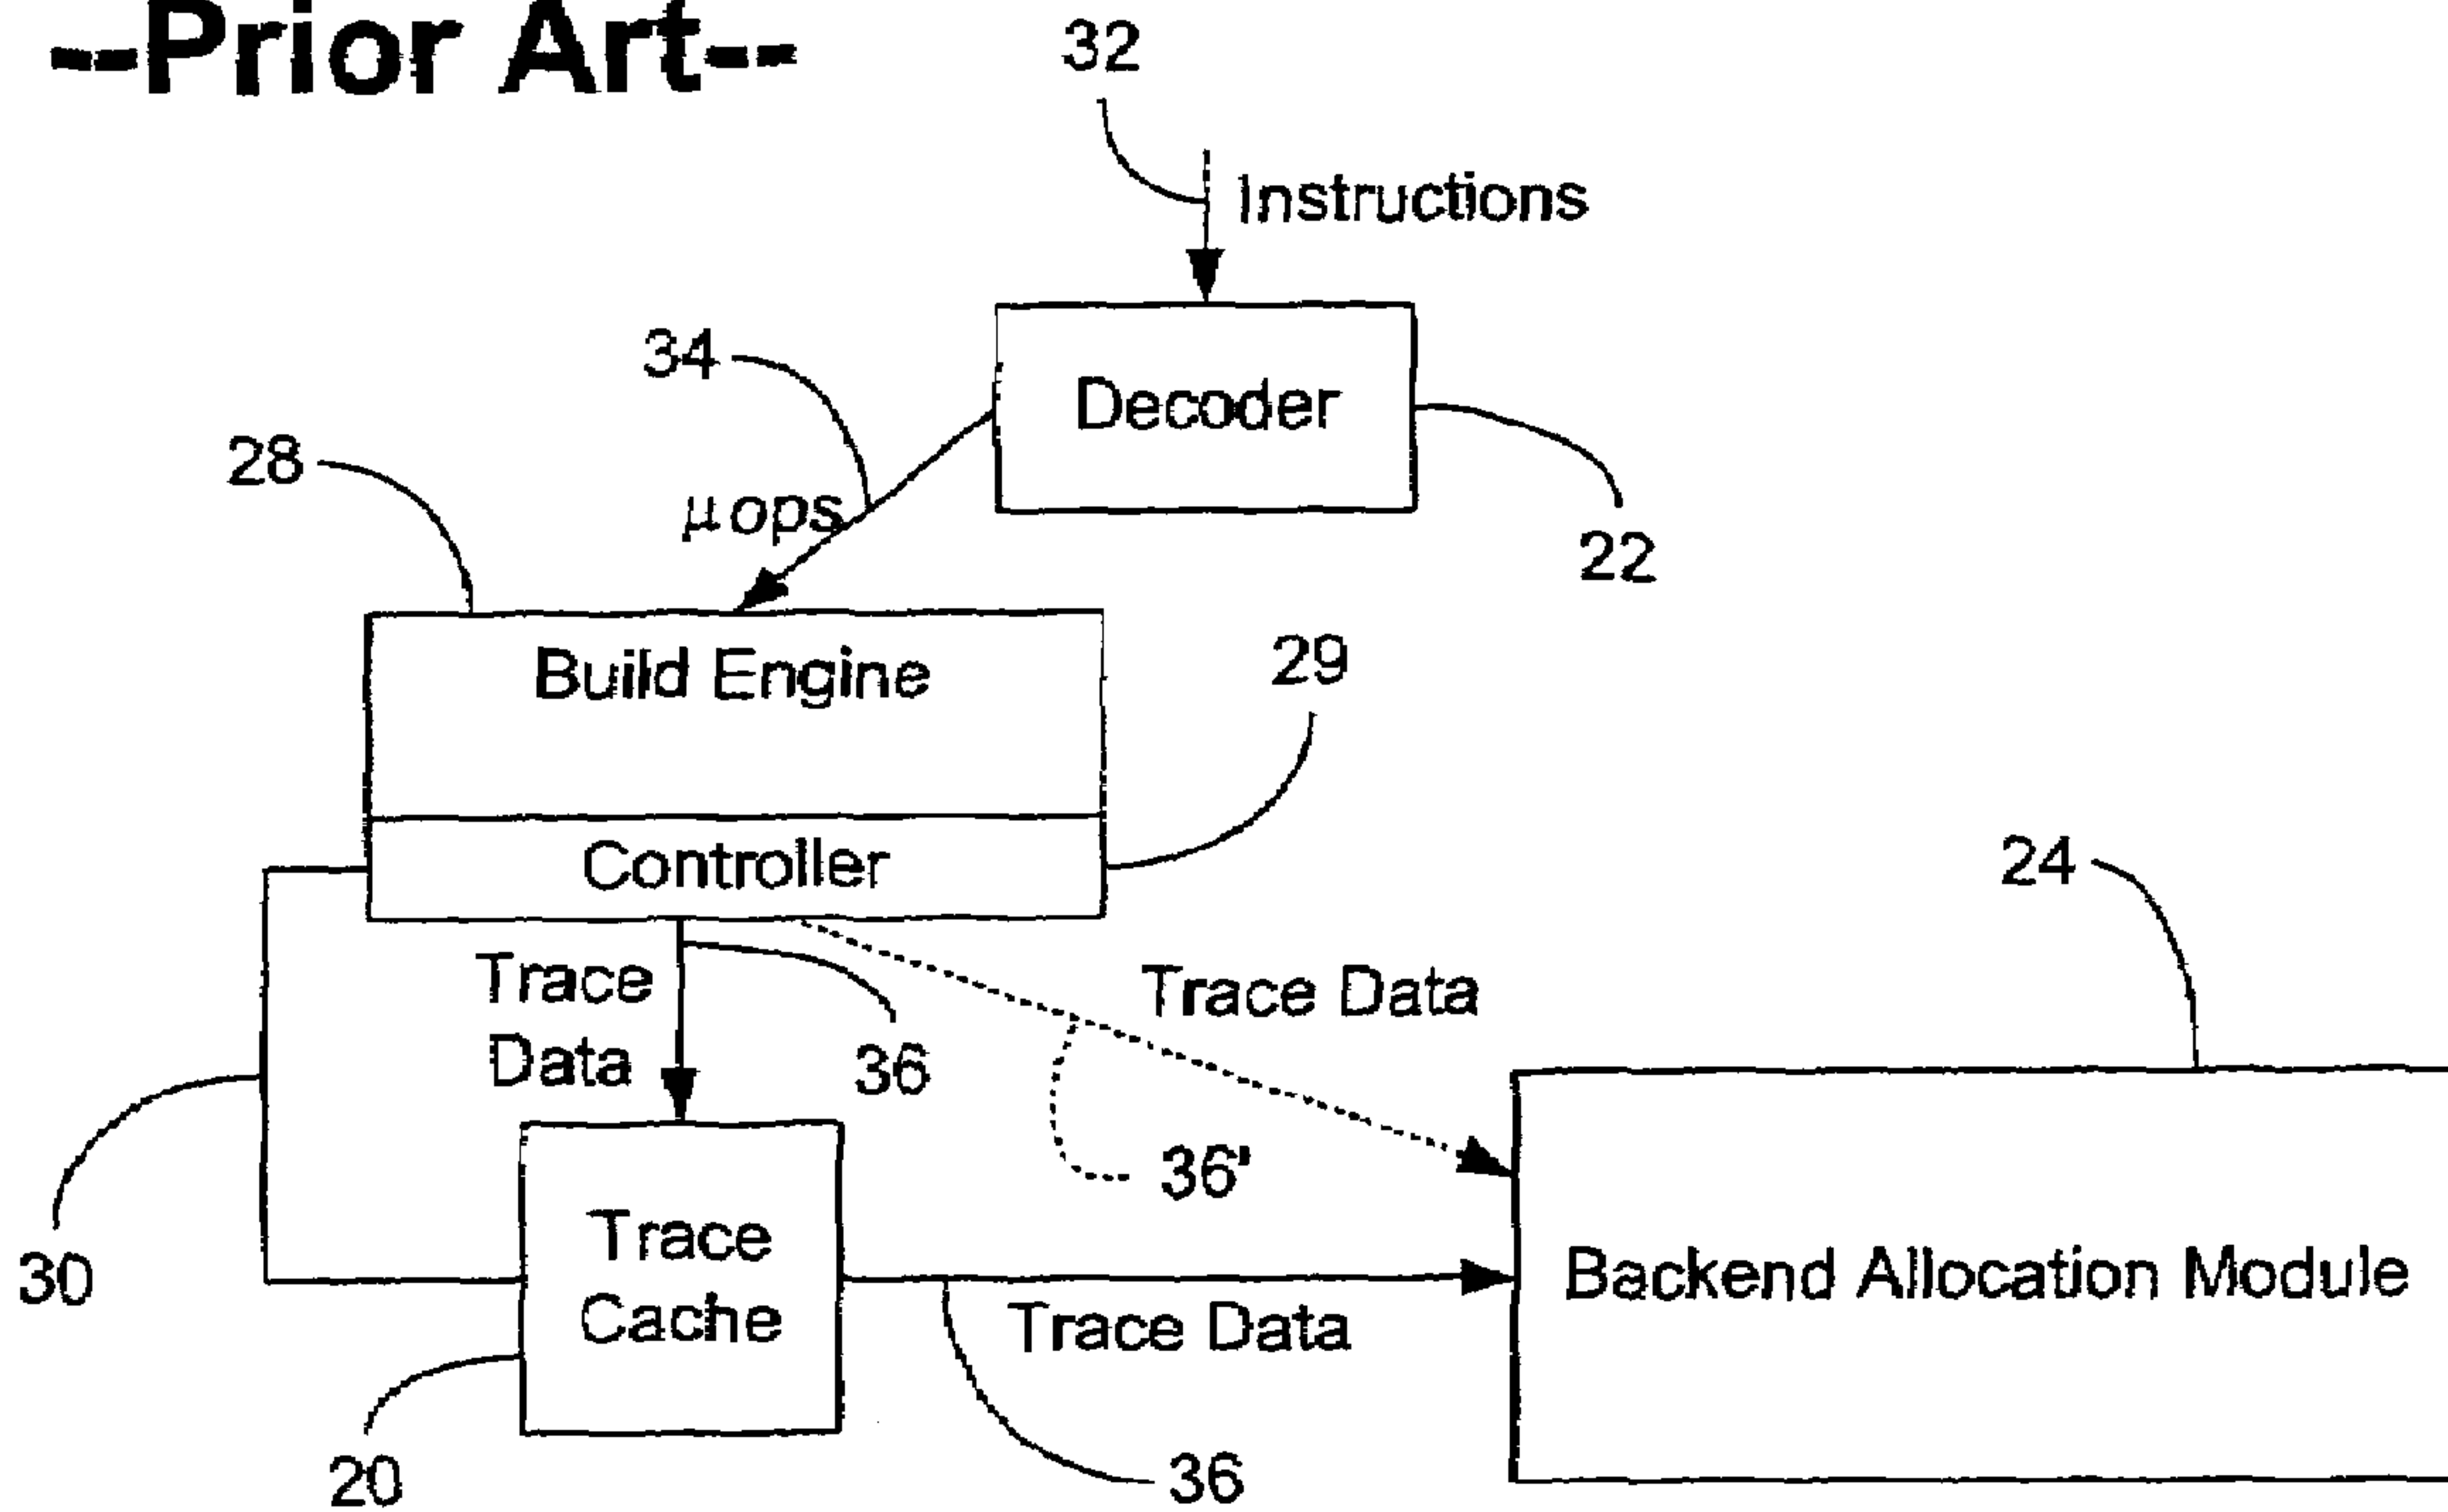 --Prior Art--
32
Instructions
34
Decoder
28
μops
22
Build Engine
29
Controller
24
Trace
Data
Trace Data
36
36'
30
Trace
Cache
Backend Allocation Module
Trace Data
20
36